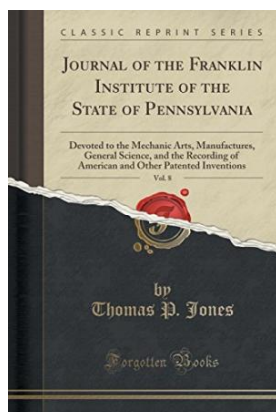 CLASSIC REPRINT SERIES
JOURNAL OF THE FRANKLIN
INSTITUTE OF THE
STATE OF PENNSYLVANIA
Devoted to the Mechanic Arts, Manufactures,
General Science, and the Recording of
American and Other Patented Inventions
Vol. 8
by
Thomas P. Jones
Forgotten Books